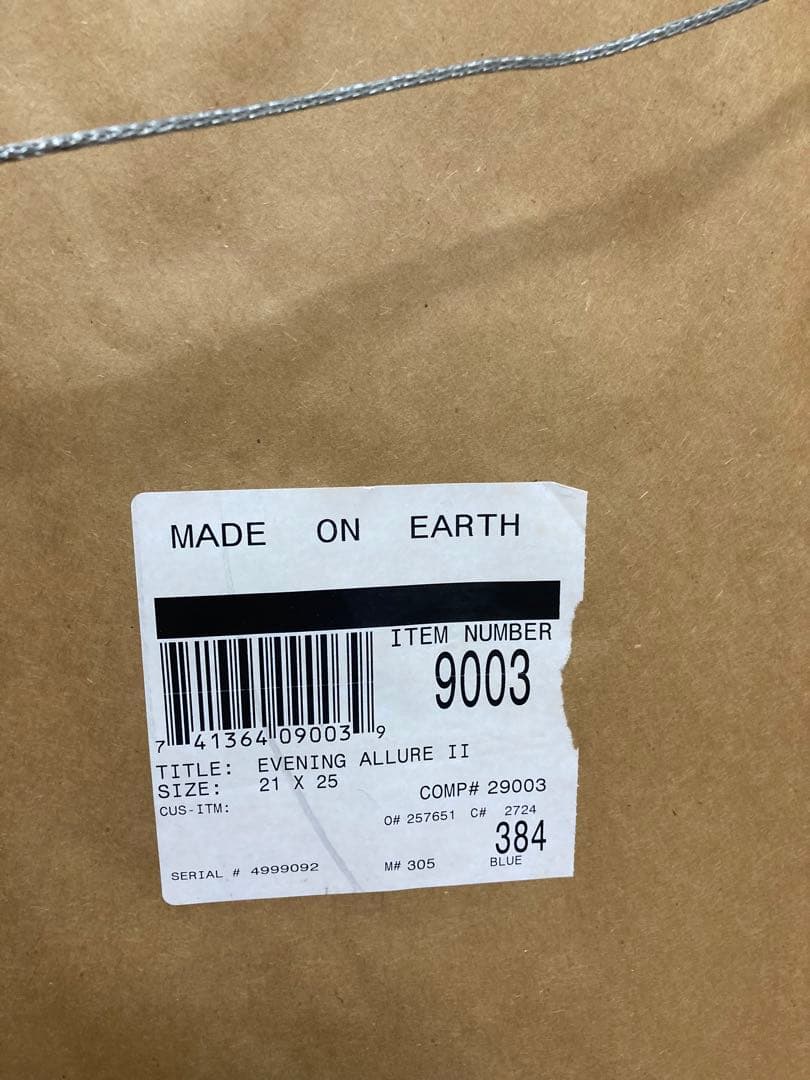 MADE ON EARTH
ITEM NUMBER
9003
7 41364 09003 9
TITLE: EVENING ALLURE II
SIZE: 21 X 25
COMP# 29003
CUS-ITM:
O# 257651 C# 2724
384
SERIAL # 4999092 M# 305 BLUE